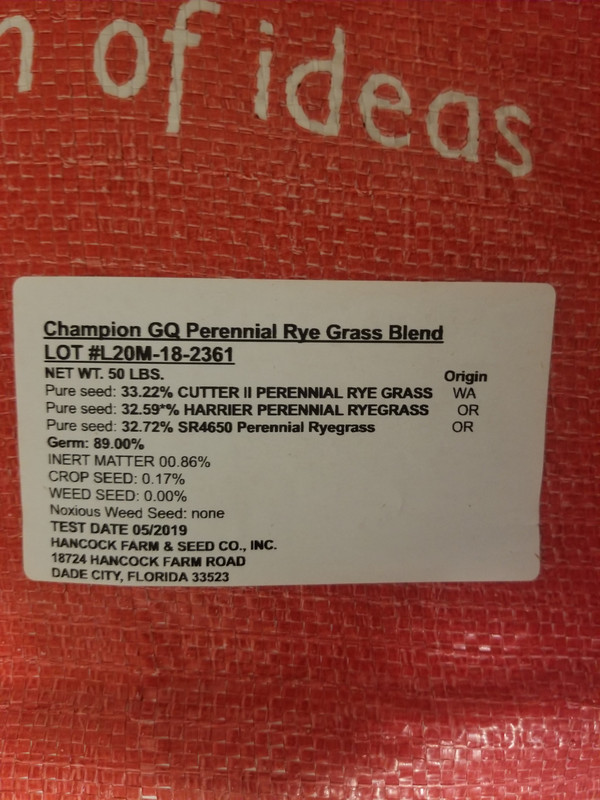 of ideas
Champion GQ Perennial Rye Grass Blend
LOT #L20M-18-2361
NET WT. 50 LBS. Origin
Pure seed: 33.22% CUTTER II PERENNIAL RYE GRASS WA
Pure seed: 32.59*% HARRIER PERENNIAL RYEGRASS OR
Pure seed: 32.72% SR4650 Perennial Ryegrass OR
Germ: 89.00%
INERT MATTER 00.86%
CROP SEED: 0.17%
WEED SEED: 0.00%
Noxious Weed Seed: none
TEST DATE 05/2019
HANCOCK FARM & SEED CO., INC.
18724 HANCOCK FARM ROAD
DADE CITY, FLORIDA 33523